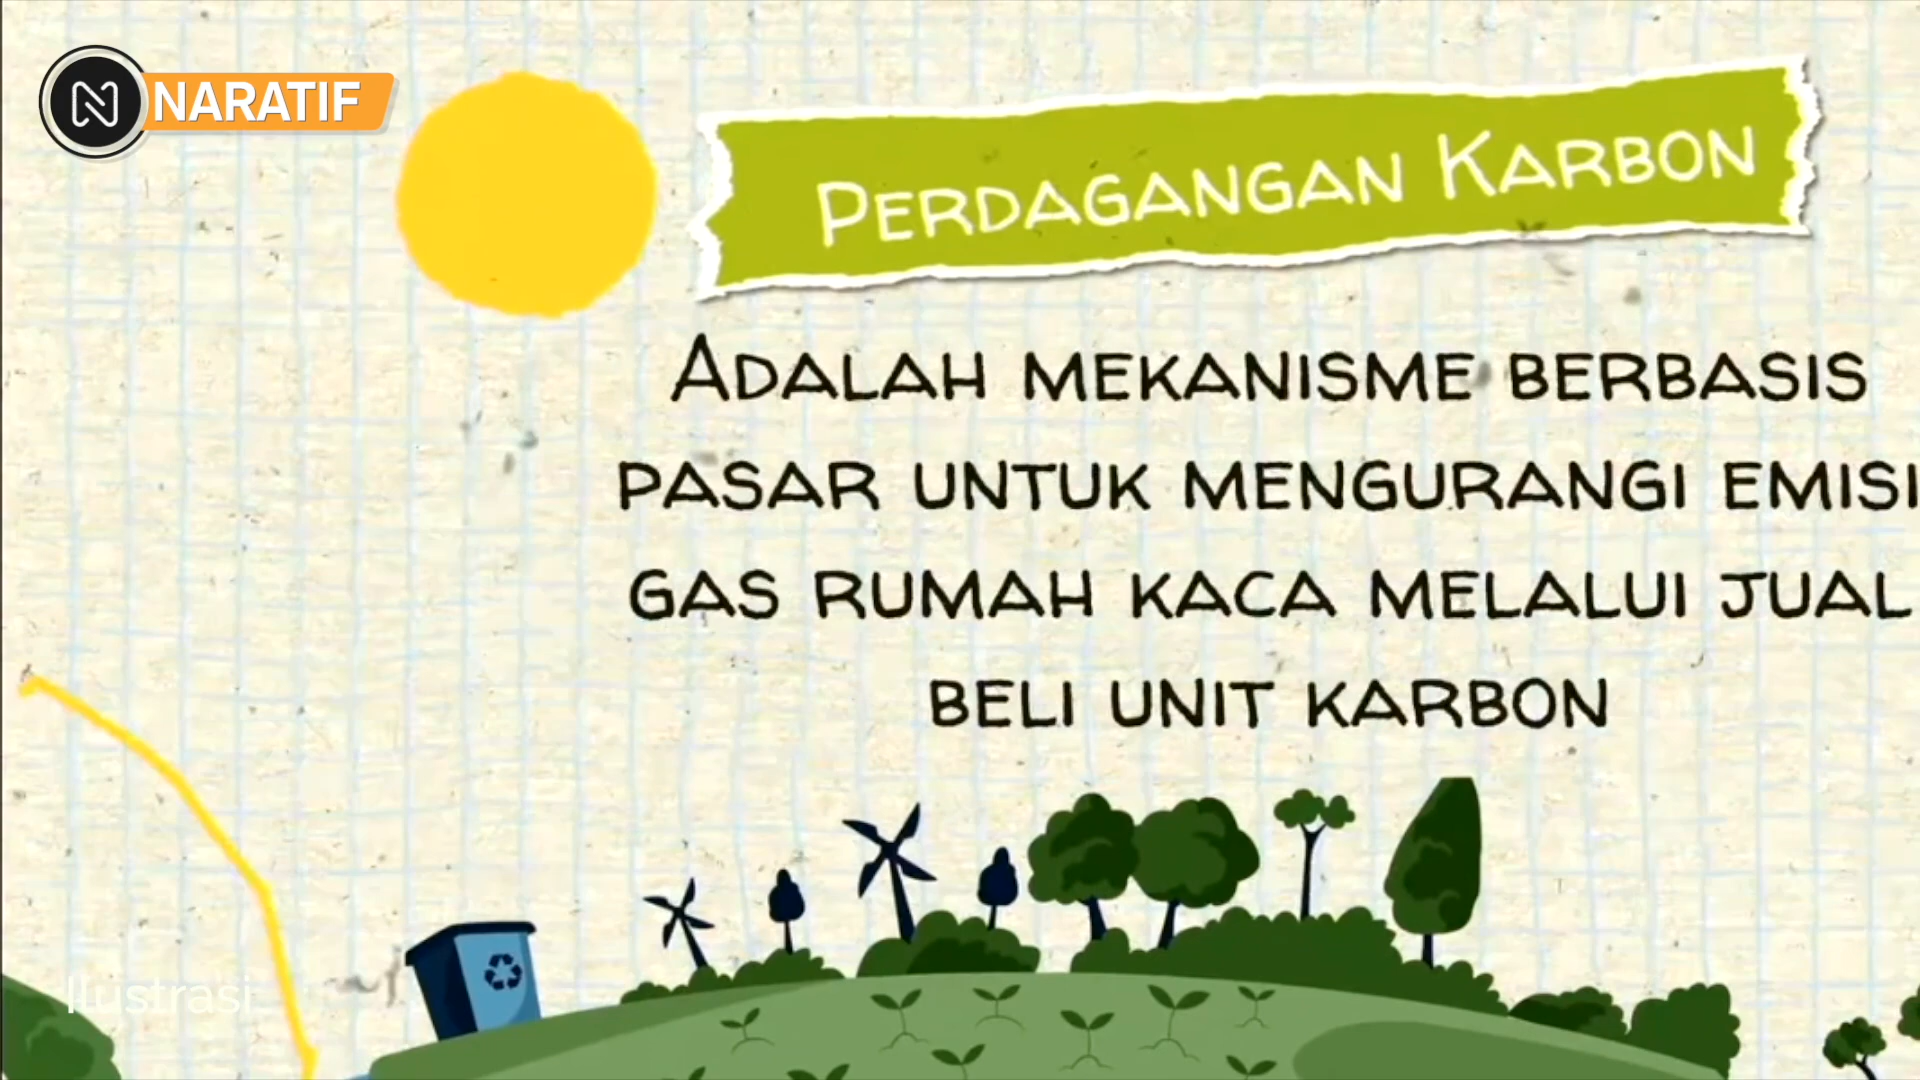 NARATIF
PERDAGANGAN KARBON
ADALAH MEKANISME BERBASIS
PASAR UNTUK MENGURANGI EMISI
GAS RUMAH KACA MELALUI JUAL
BELI UNIT KARBON
Ilustrasi